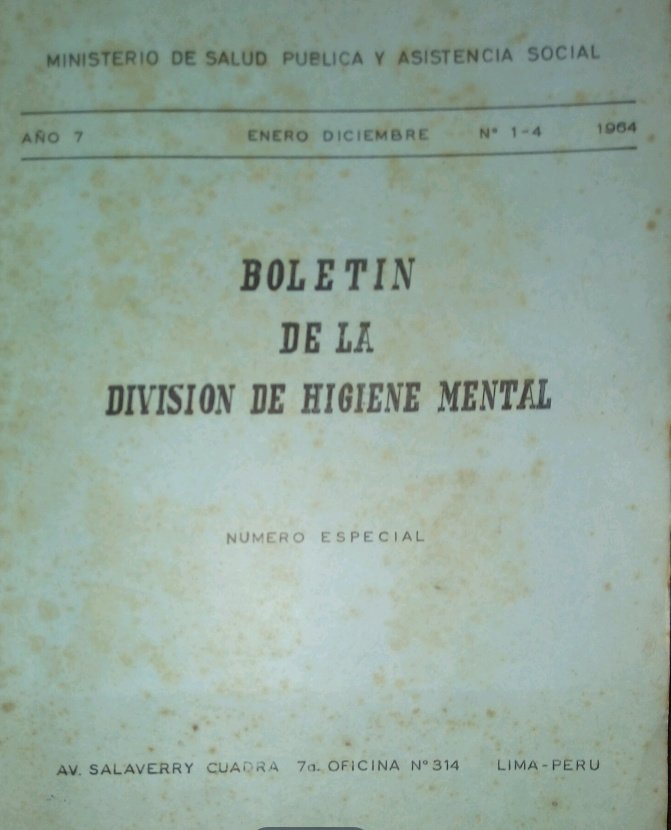 MINISTERIO DE SALUD PUBLICA Y ASISTENCIA SOCIAL
AÑO 7 ENERO DICIEMBRE Nº 1-4 1964
BOLETIN
DE LA
DIVISION DE HIGIENE MENTAL
NUMERO ESPECIAL
AV. SALAVERRY CUADRA 7a. OFICINA Nº 314 LIMA-PERU